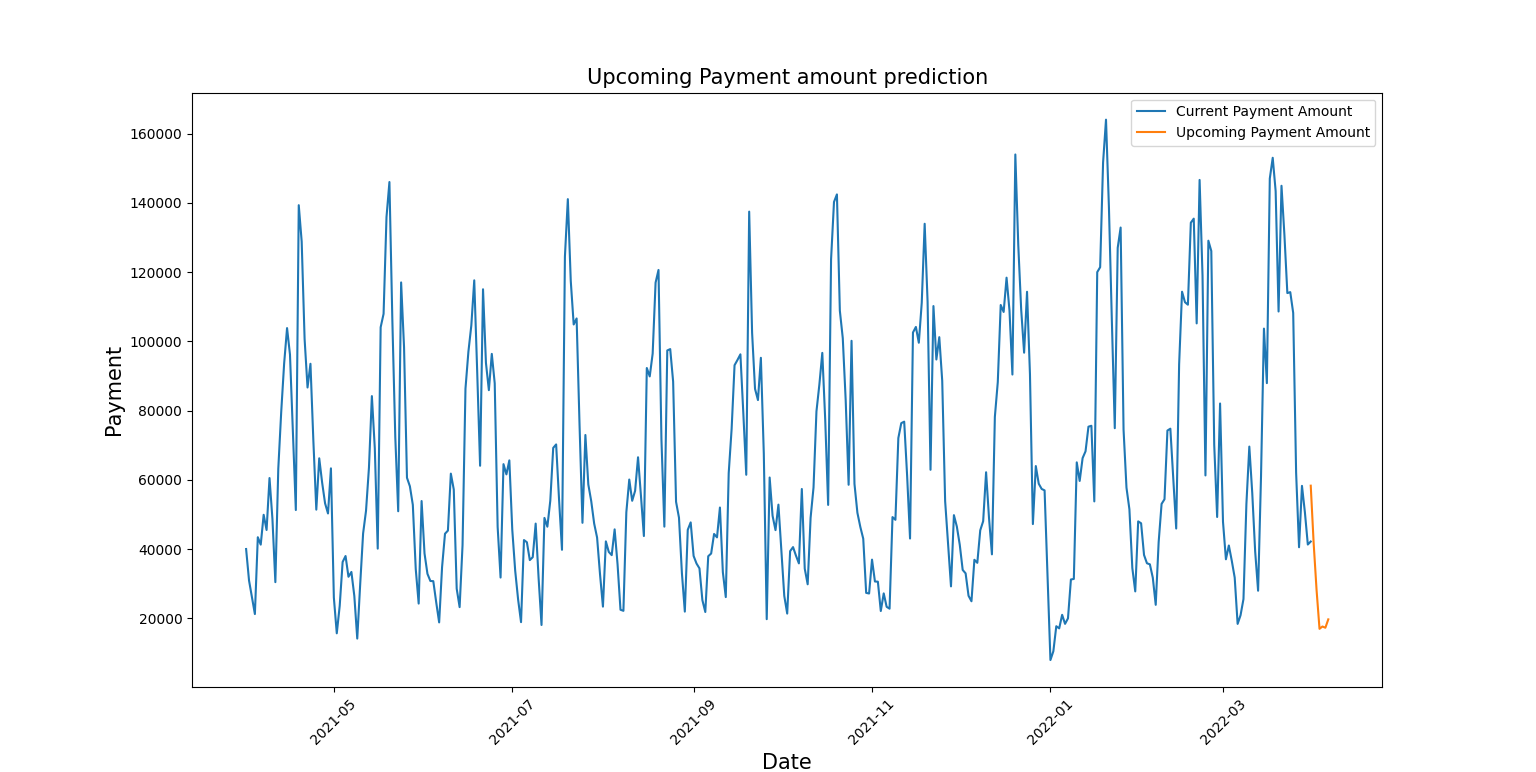 Upcoming Payment amount prediction
Current Payment Amount
Upcoming Payment Amount
160000
140000
120000
100000
80000
60000
40000
20000
Payment
2021-05
2021-07
2021-09
2021-11
2022-01
2022-03
Date